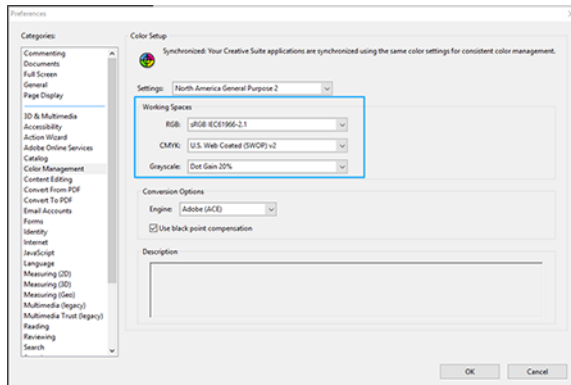 Preferences
Categories:
Commenting
Documents
Full Screen
General
Page Display
3D & Multimedia
Accessibility
Action Wizard
Adobe Online Services
Catalog
Color Management
Content Editing
Convert From PDF
Convert To PDF
Email Accounts
Forms
Identity
Internet
JavaScript
Language
Measuring (2D)
Measuring (3D)
Measuring (Geo)
Multimedia (legacy)
Multimedia Trust (legacy)
Reading
Reviewing
Search
Color Setup
Synchronized: Your Creative Suite applications are synchronized using the same color settings for consistent color management.
Settings: North America General Purpose 2
Working Spaces
RGB: sRGB IEC61966-2.1
CMYK: U.S. Web Coated (SWOP) v2
Grayscale: Dot Gain 20%
Conversion Options
Engine: Adobe (ACE)
Use black point compensation
Description
OK Cancel